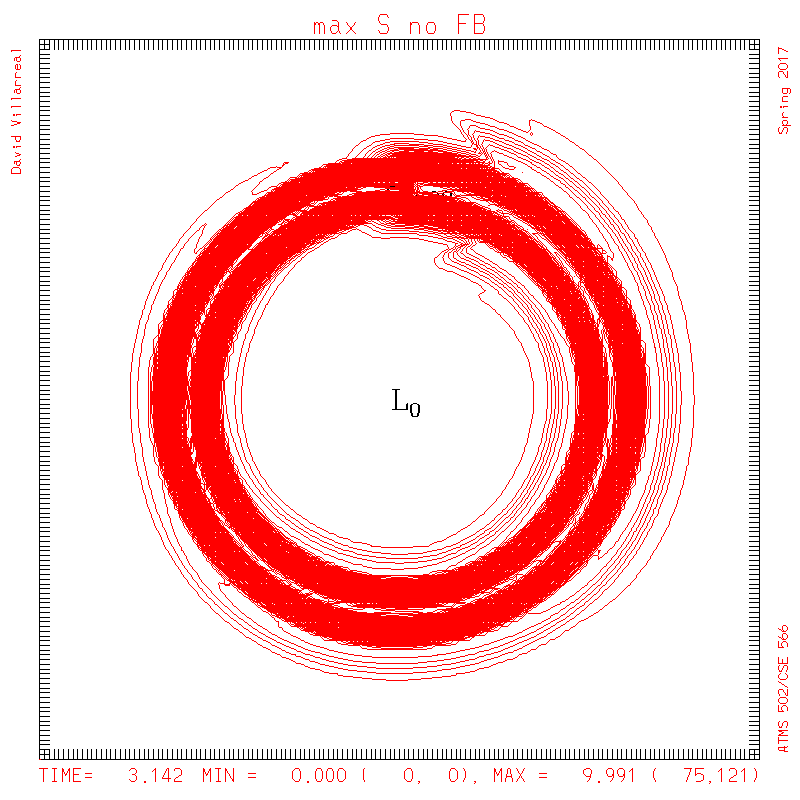 max S no FB
David Villarreal
Spring 2017
L0
ATMS 502/CSE 566
TIME= 3.142 MIN = 0.000 ( 0, 0), MAX = 9.991 ( 75,121)